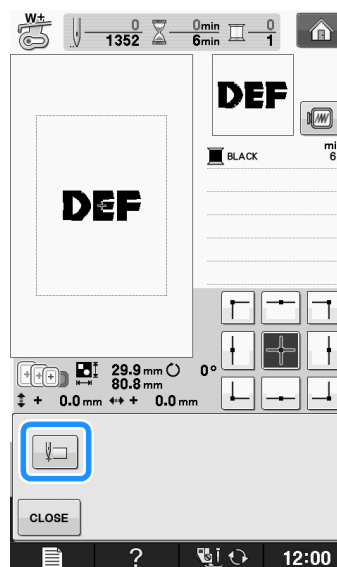 W+
0
1352
0min
6min
0
1
DEF
BLACK
mi
6
DEF
29.9 mm
0°
80.8 mm
+ 0.0 mm + 0.0 mm
CLOSE
?
12:00